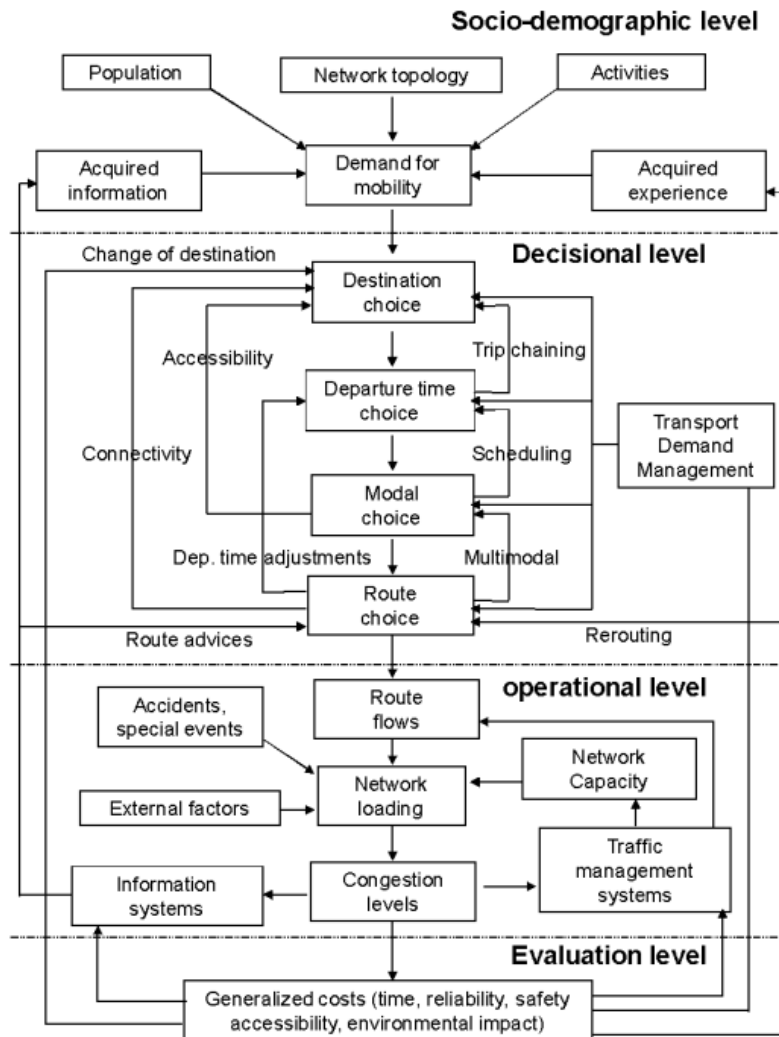 Socio-demographic level
Population
Network topology
Activities
Acquired
information
Demand for
mobility
Acquired
experience
Change of destination
Decisional level
Destination
choice
Accessibility
Trip chaining
Departure time
choice
Transport
Demand
Management
Connectivity
Scheduling
Modal
choice
Dep. time adjustments
Multimodal
Route
choice
Route advices
Rerouting
operational level
Route
flows
Accidents,
special events
Network
Capacity
Network
loading
External factors
Traffic
management
systems
Information
systems
Congestion
levels
Evaluation level
Generalized costs (time, reliability, safety
accessibility, environmental impact)